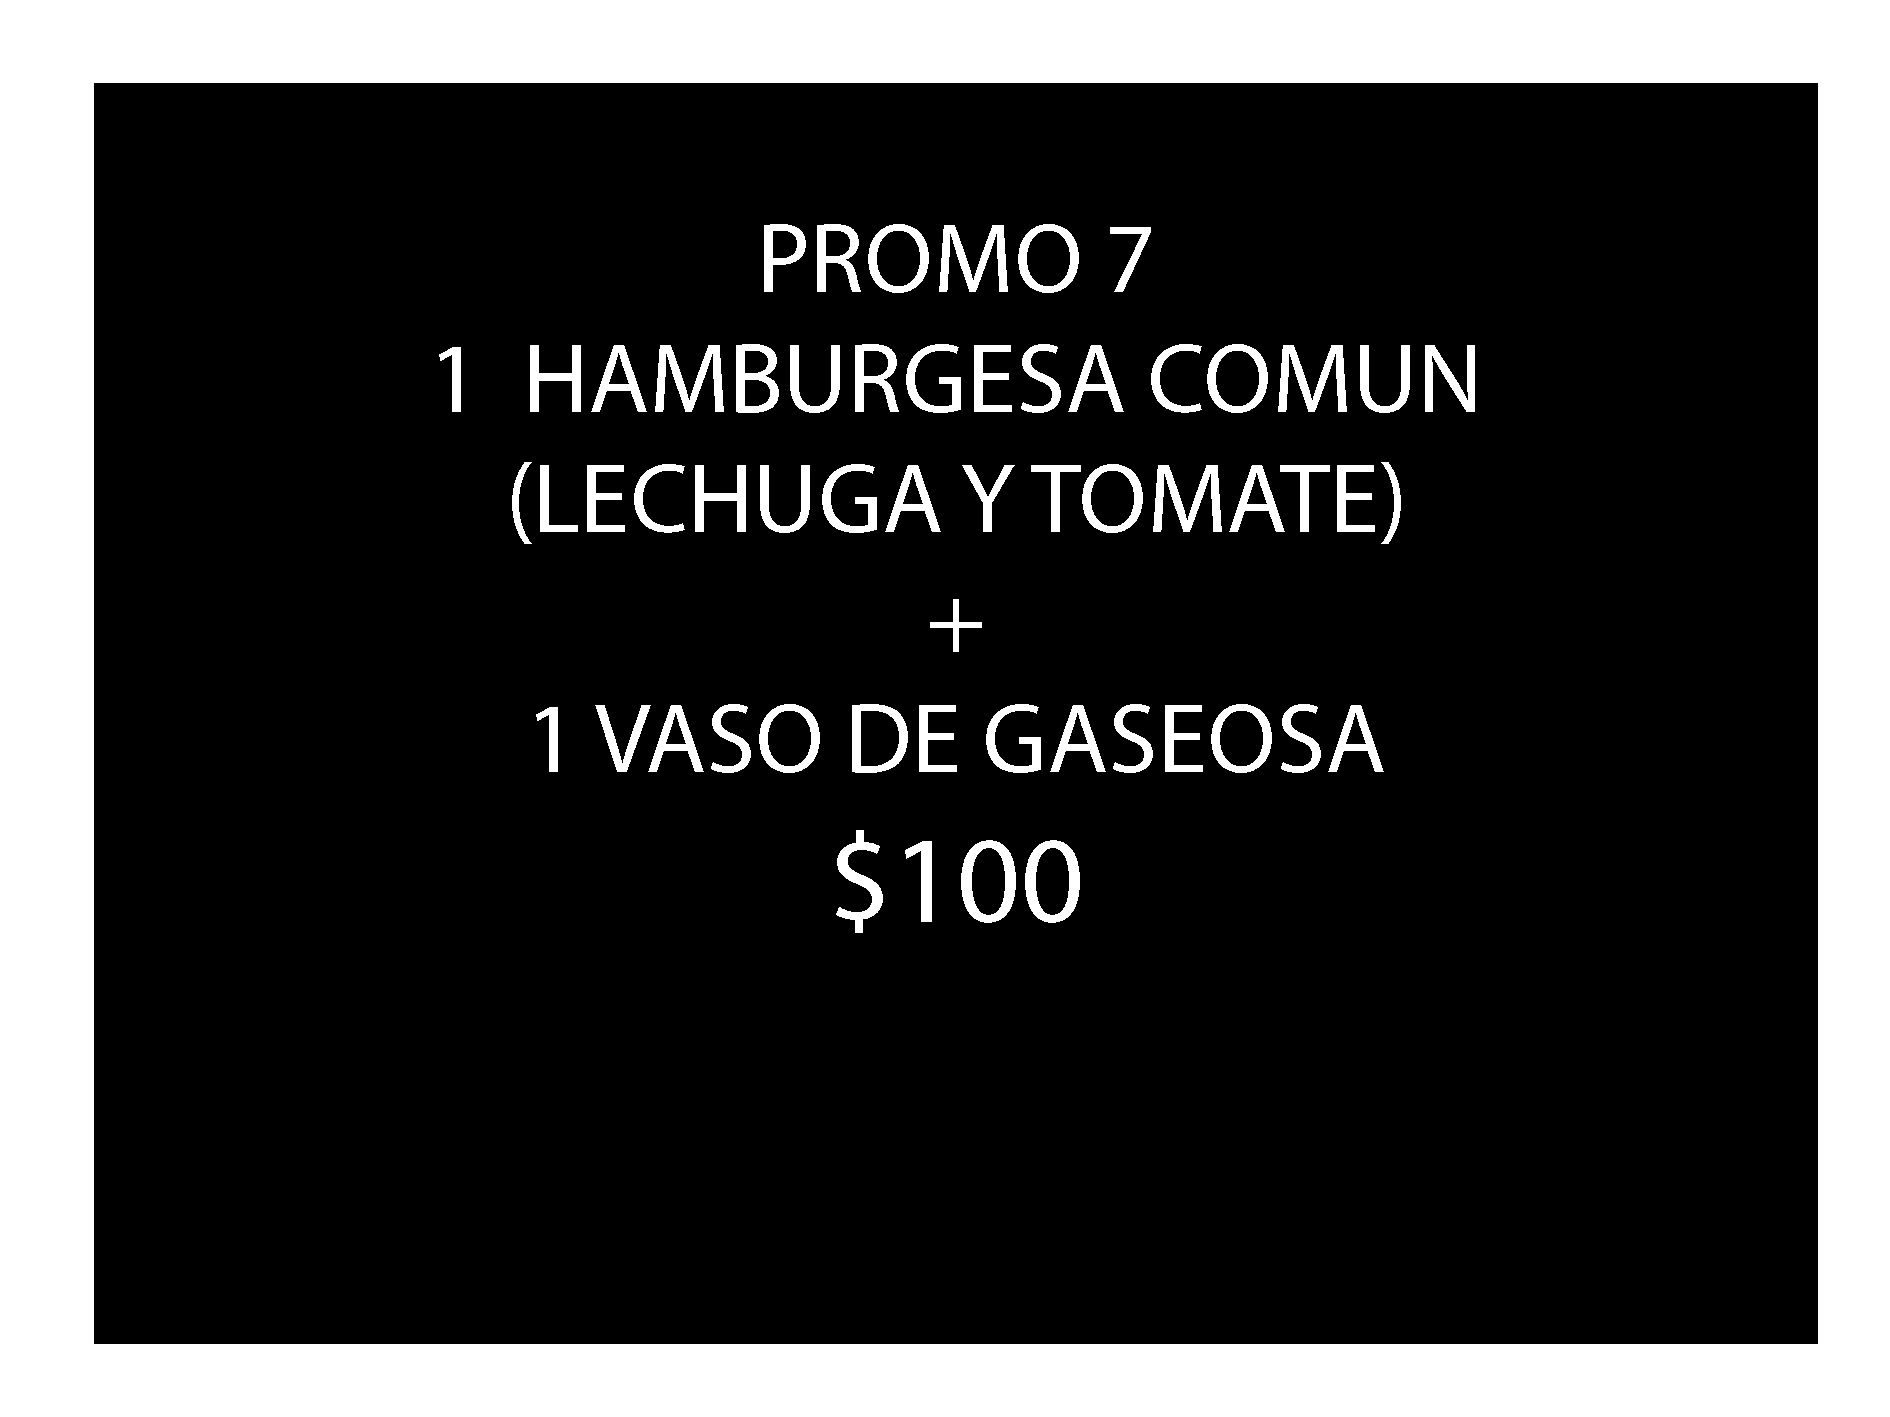 PROMO 7
1  HAMBURGESA COMUN
(LECHUGA Y TOMATE)
+
1 VASO DE GASEOSA
$100